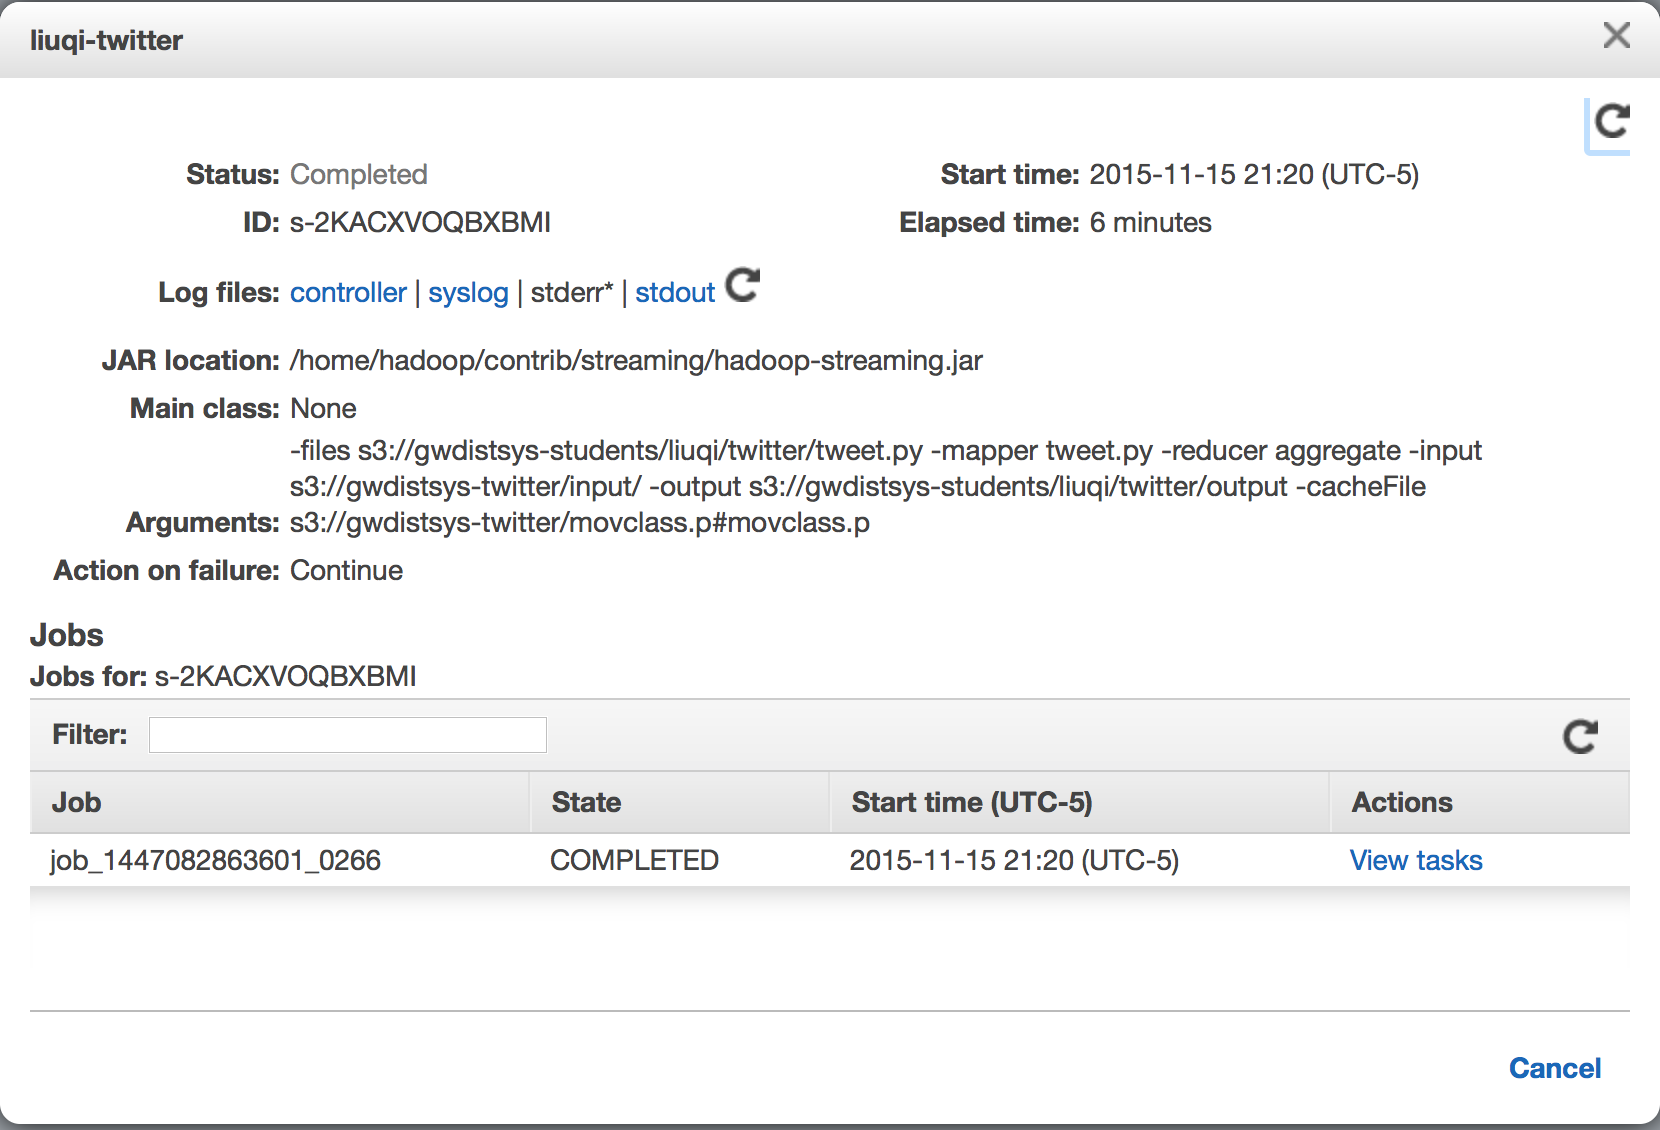 liuqi-twitter
Status: Completed
Start time: 2015-11-15 21:20 (UTC-5)
ID: s-2KACXVOQBXBMI
Elapsed time: 6 minutes
Log files: controller | syslog | stderr* | stdout
JAR location: /home/hadoop/contrib/streaming/hadoop-streaming.jar
Main class: None
-files s3://gwdistsys-students/liuqi/twitter/tweet.py -mapper tweet.py -reducer aggregate -input
s3://gwdistsys-twitter/input/ -output s3://gwdistsys-students/liuqi/twitter/output -cacheFile
Arguments: s3://gwdistsys-twitter/movclass.p#movclass.p
Action on failure: Continue
Jobs
Jobs for: s-2KACXVOQBXBMI
Filter:
Job State Start time (UTC-5) Actions
job_1447082863601_0266 COMPLETED 2015-11-15 21:20 (UTC-5) View tasks
Cancel